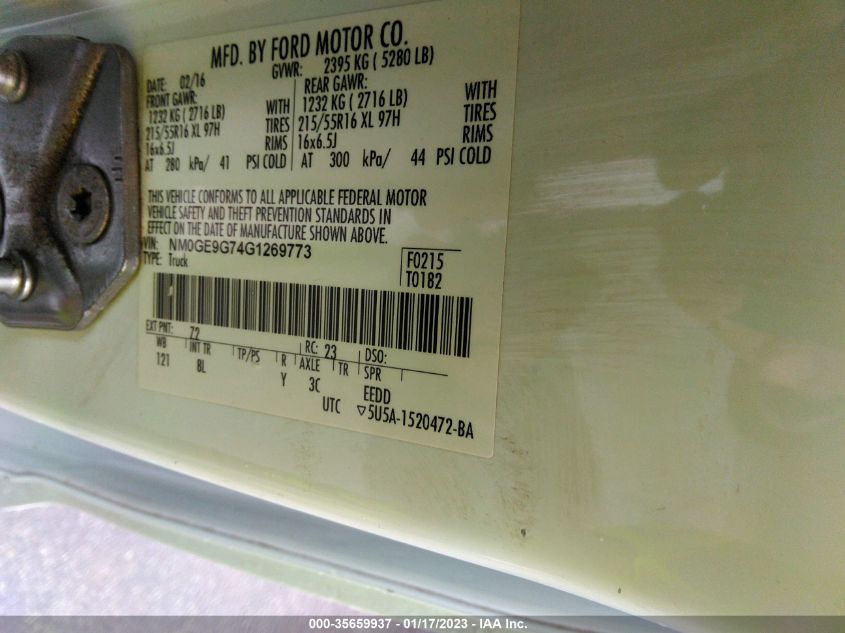 MFD. BY FORD MOTOR CO.
DATE: 02/16 GVWR: 2395 KG ( 5280 LB)
FRONT GAWR: REAR GAWR:
1232 KG ( 2716 LB) WITH 1232 KG ( 2716 LB) WITH
215/55R16 XL 97H TIRES 215/55R16 XL 97H TIRES
16x6.5J RIMS 16x6.5J RIMS
AT 280 kPa/ 41 PSI COLD AT 300 kPa/ 44 PSI COLD
THIS VEHICLE CONFORMS TO ALL APPLICABLE FEDERAL MOTOR
VEHICLE SAFETY AND THEFT PREVENTION STANDARDS IN
EFFECT ON THE DATE OF MANUFACTURE SHOWN ABOVE.
VIN: NM0GE9G74G1269773
TYPE: Truck
F0215
T0182
EXT PNT: 72 RC: 23 DSO:
WB INT TR TP/PS R AXLE TR SPR
121 BL Y 3C EEDD
UTC ▽5U5A-1520472-BA
000-35659937 - 01/17/2023 - IAA Inc.